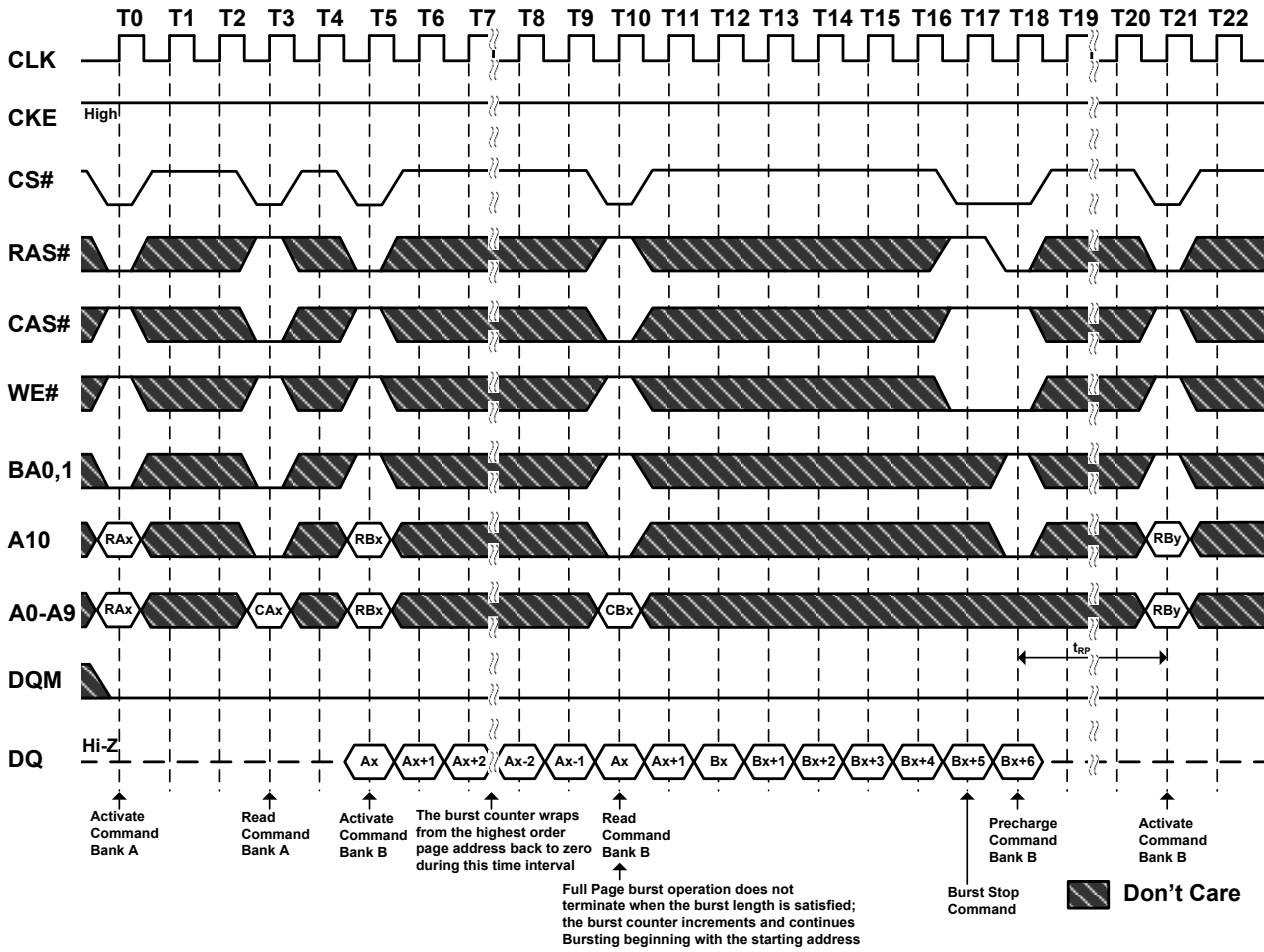 T0 T1 T2 T3 T4 T5 T6 T7 T8 T9 T10 T11 T12 T13 T14 T15 T16 T17 T18 T19 T20 T21 T22
CLK
CKE High
CS#
RAS#
CAS#
WE#
BA0,1
A10 RAx RBx RBy
A0-A9 RAx CAx RBx CBx RBy
tRP
DQM
DQ Hi-Z Ax Ax+1 Ax+2 Ax-2 Ax-1 Ax Ax+1 Bx Bx+1 Bx+2 Bx+3 Bx+4 Bx+5 Bx+6
Activate
Command
Bank A
Read
Command
Bank A
Activate
Command
Bank B
The burst counter wraps
from the highest order
page address back to zero
during this time interval
Read
Command
Bank B
Full Page burst operation does not
terminate when the burst length is satisfied;
the burst counter increments and continues
Bursting beginning with the starting address
Burst Stop
Command
Precharge
Command
Bank B
Activate
Command
Bank B
Don't Care